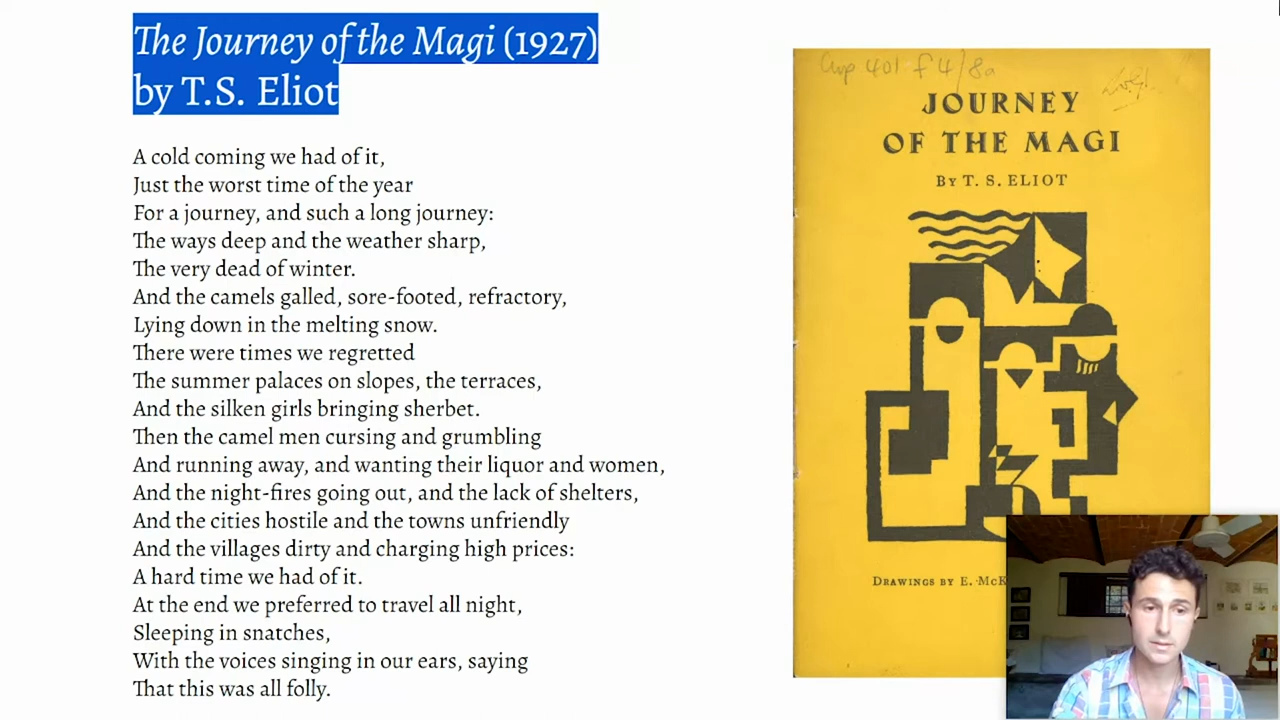 The Journey of the Magi (1927)
by T.S. Eliot
A cold coming we had of it,
Just the worst time of the year
For a journey, and such a long journey:
The ways deep and the weather sharp,
The very dead of winter.
And the camels galled, sore-footed, refractory,
Lying down in the melting snow.
There were times we regretted
The summer palaces on slopes, the terraces,
And the silken girls bringing sherbet.
Then the camel men cursing and grumbling
And running away, and wanting their liquor and women,
And the night-fires going out, and the lack of shelters,
And the cities hostile and the towns unfriendly
And the villages dirty and charging high prices:
A hard time we had of it.
At the end we preferred to travel all night,
Sleeping in snatches,
With the voices singing in our ears, saying
That this was all folly.
401 f 4/8a
JOURNEY
OF THE MAGI
BY T. S. ELIOT
DRAWINGS BY E. McK